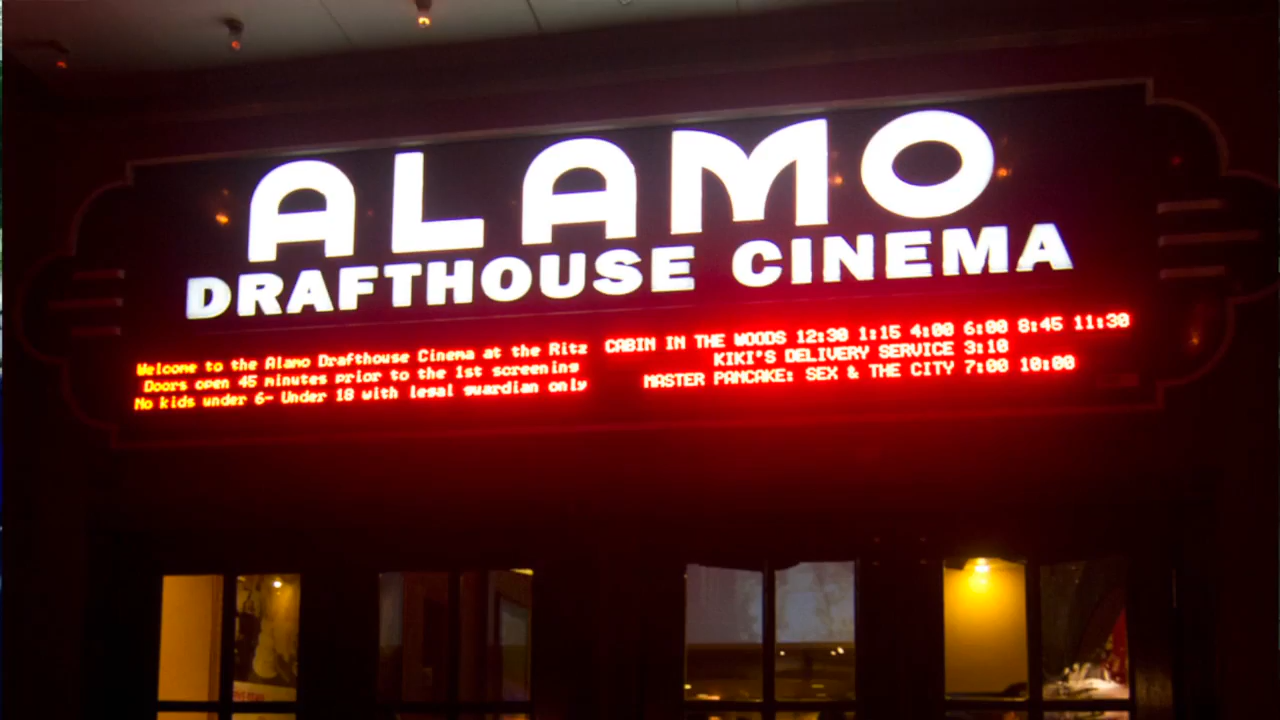 ALAMO
DRAFTHOUSE CINEMA
Welcome to the Alamo Drafthouse Cinema at the Ritz
Doors open 45 minutes prior to the 1st screening
No kids under 6- Under 18 with legal guardian only
CABIN IN THE WOODS 12:30 1:15 4:00 6:00 8:45 11:30
KIKI'S DELIVERY SERVICE 3:10
MASTER PANCAKE: SEX & THE CITY 7:00 10:00